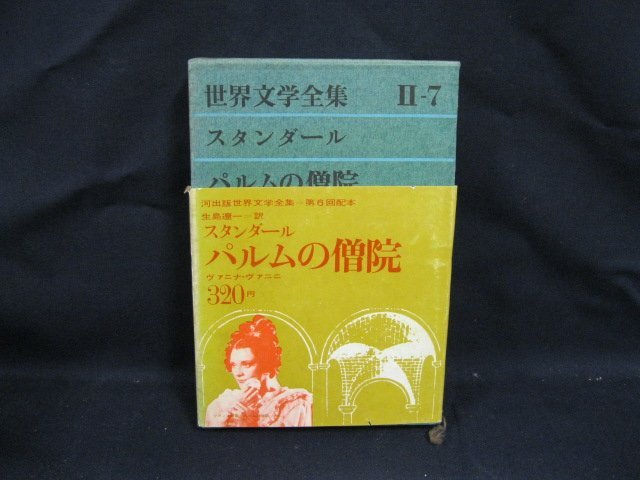 世界文学全集 II-7
スタンダール
パルムの僧院
河出版世界文学全集＝第6回配本
生島遼一＝訳
スタンダール
パルムの僧院
ヴァニナ・ヴァニニ
320円